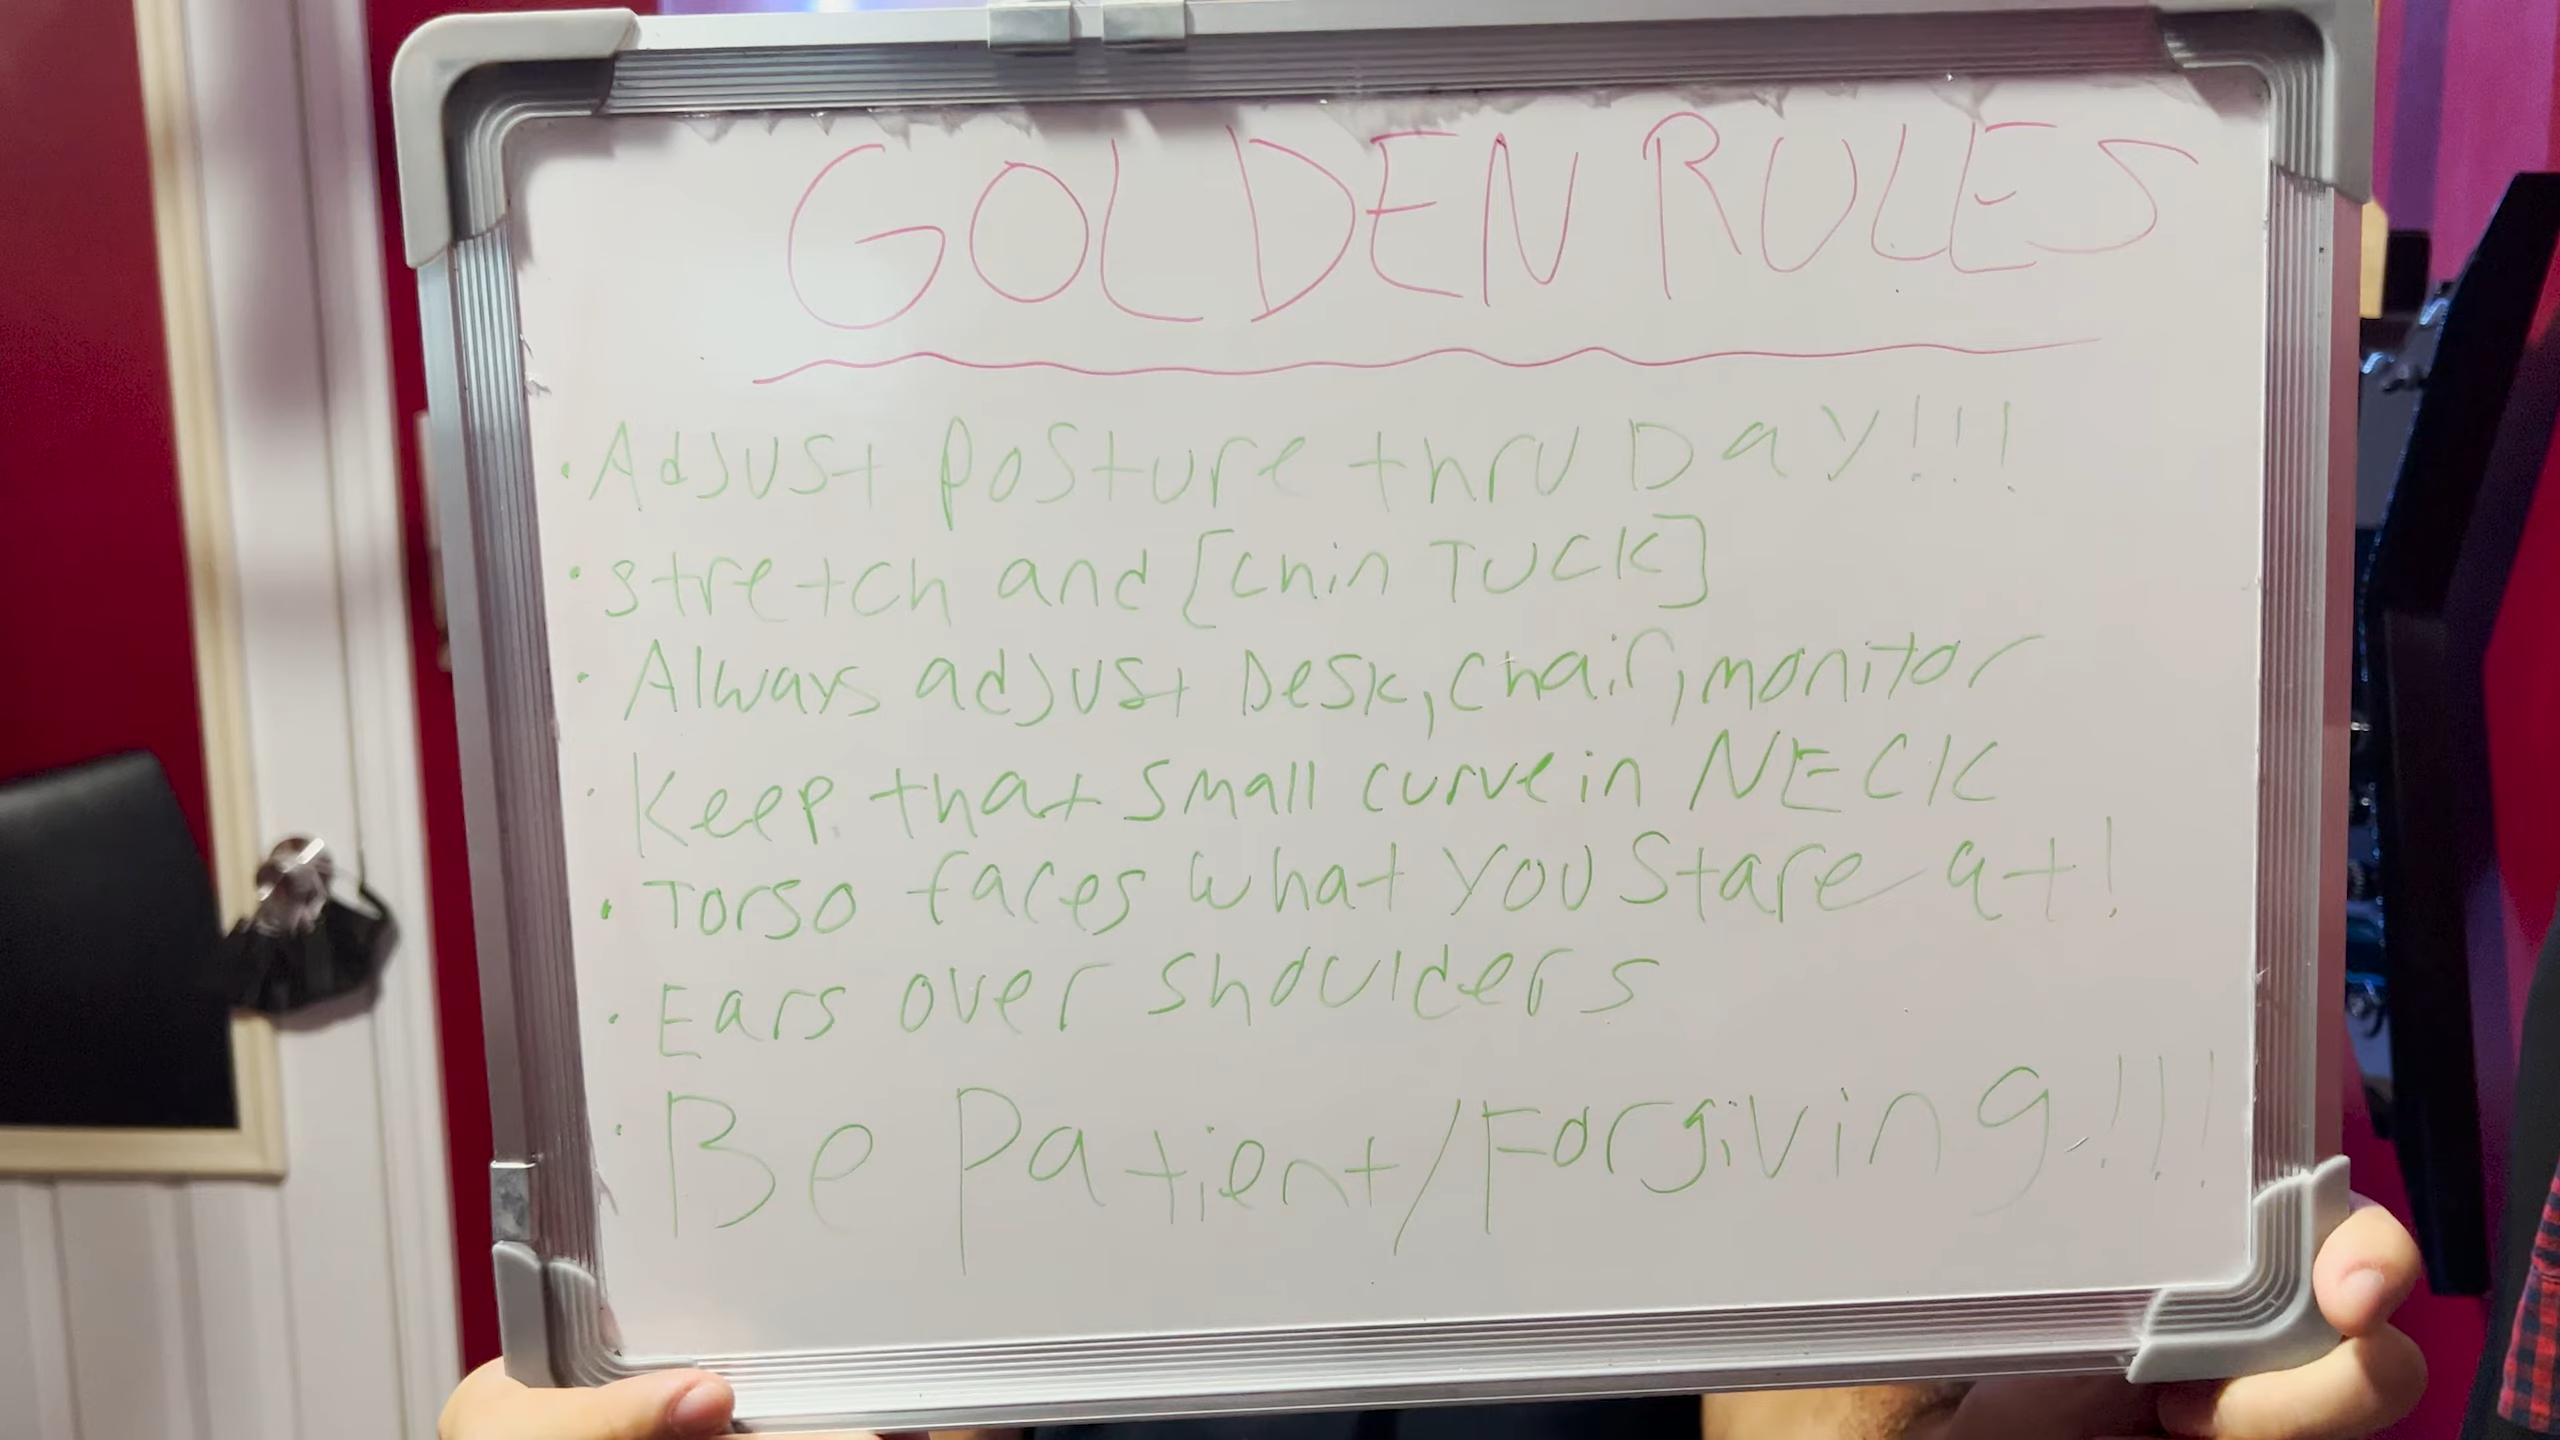 GOLDEN RULES
· Adjust Posture thru Day!!!
· stretch and [chin TUCK]
· Always adjust Desk, chair, monitor
· Keep that small curve in NECK
· Torso faces what you stare at!
· Ears over shoulders
· Be Patient/Forgiving!!!